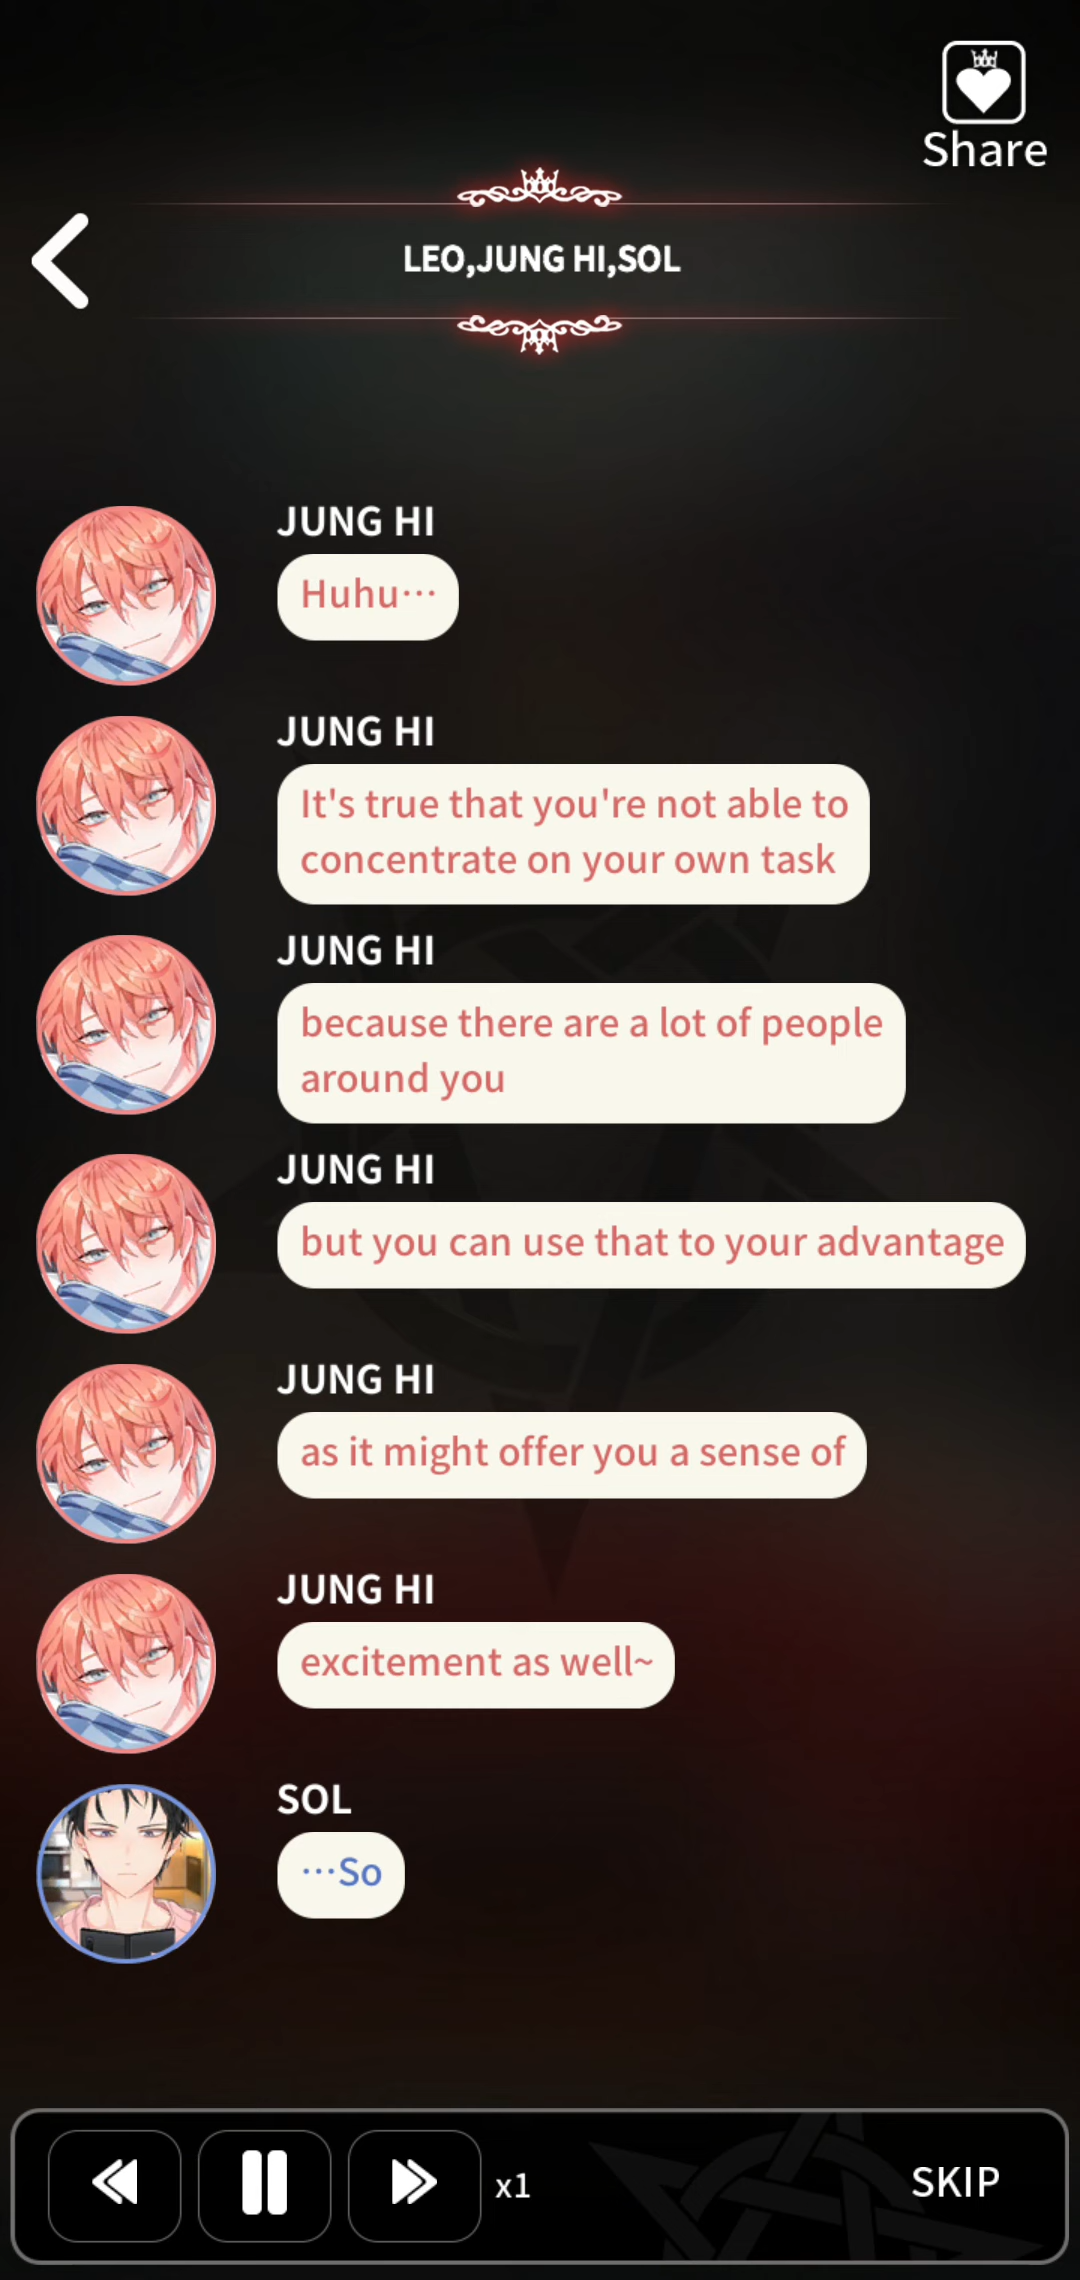 Share
LEO,JUNG HI,SOL
JUNG HI
Huhu…
JUNG HI
It's true that you're not able to
concentrate on your own task
JUNG HI
because there are a lot of people
around you
JUNG HI
but you can use that to your advantage
JUNG HI
as it might offer you a sense of
JUNG HI
excitement as well~
SOL
…So
x1
SKIP